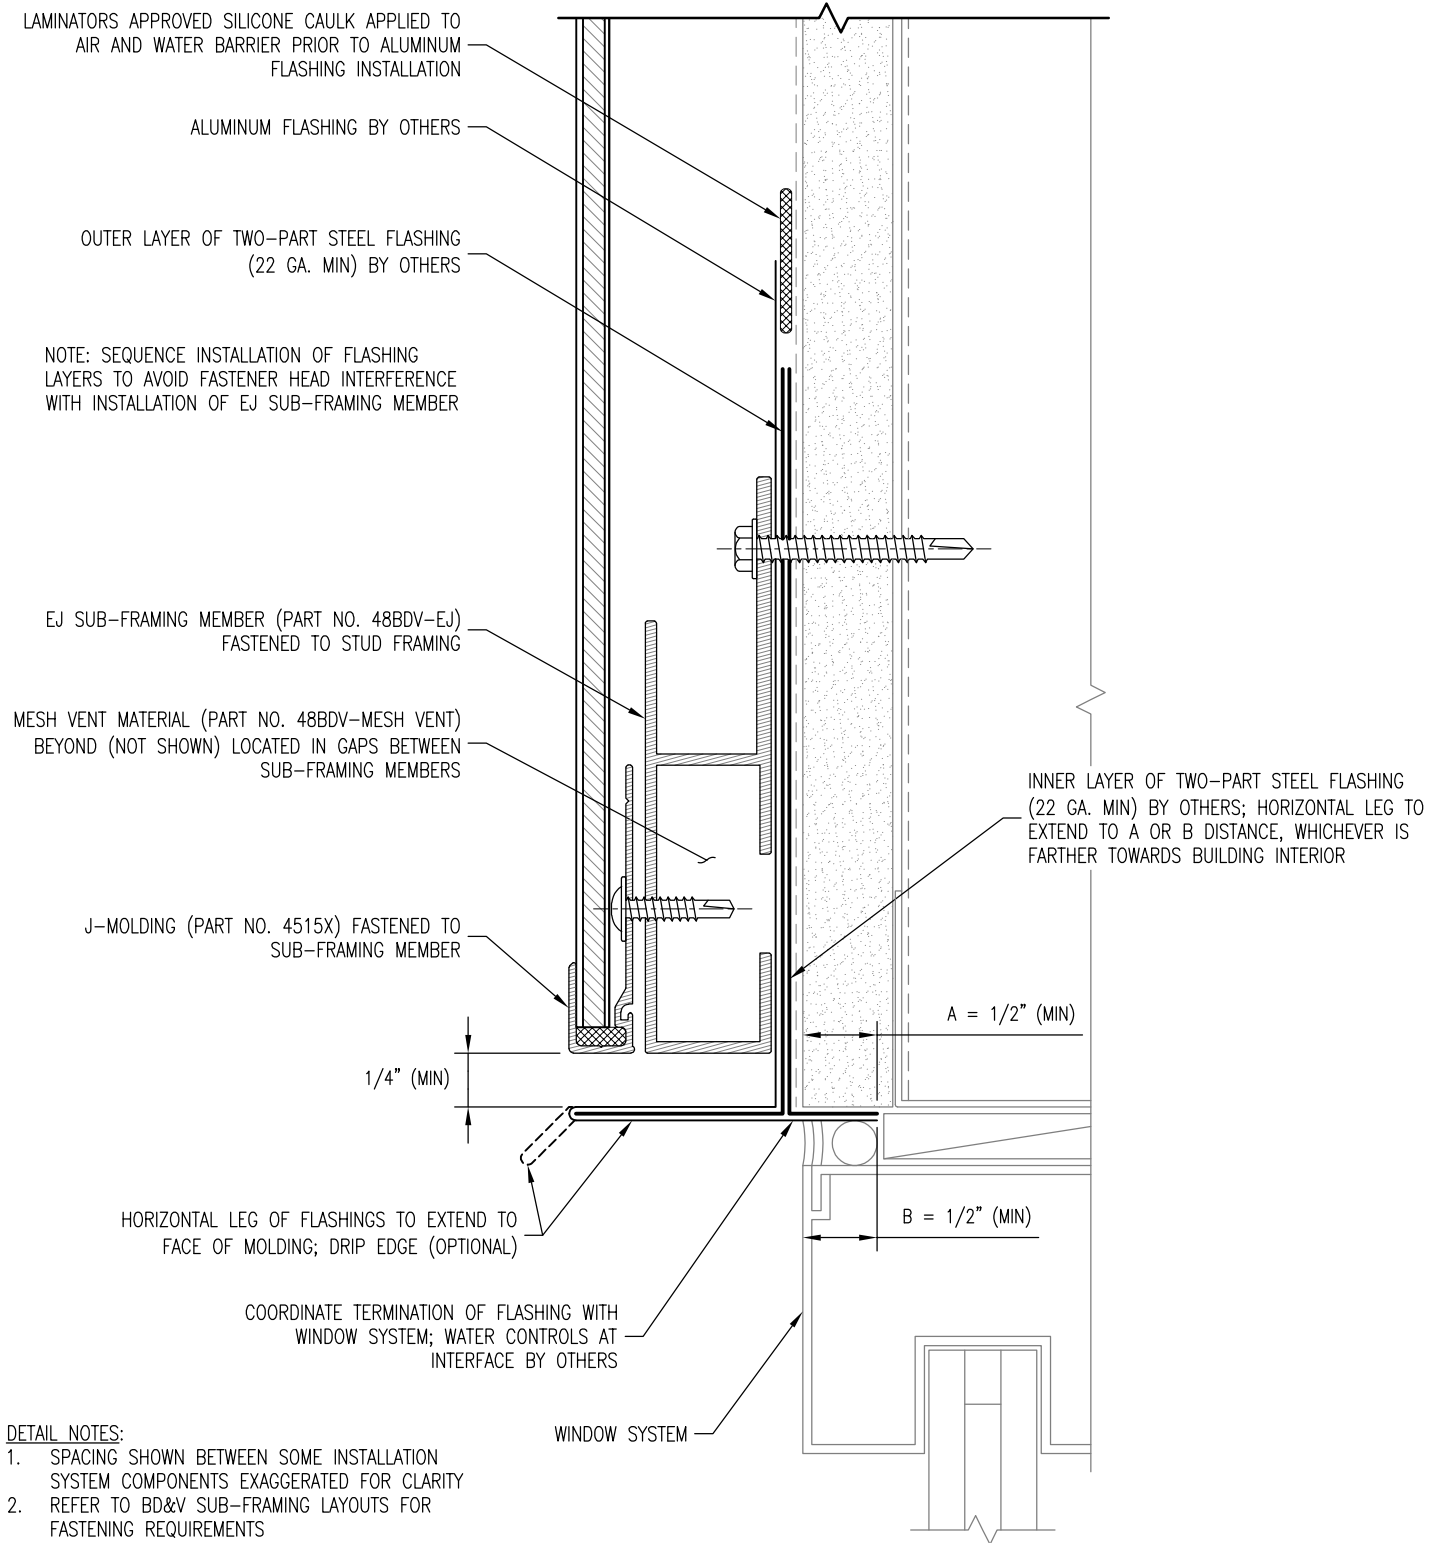 LAMINATORS APPROVED SILICONE CAULK APPLIED TO
AIR AND WATER BARRIER PRIOR TO ALUMINUM
FLASHING INSTALLATION
ALUMINUM FLASHING BY OTHERS
OUTER LAYER OF TWO-PART STEEL FLASHING
(22 GA. MIN) BY OTHERS
NOTE: SEQUENCE INSTALLATION OF FLASHING
LAYERS TO AVOID FASTENER HEAD INTERFERENCE
WITH INSTALLATION OF EJ SUB-FRAMING MEMBER
EJ SUB-FRAMING MEMBER (PART NO. 48BDV-EJ)
FASTENED TO STUD FRAMING
MESH VENT MATERIAL (PART NO. 48BDV-MESH VENT)
BEYOND (NOT SHOWN) LOCATED IN GAPS BETWEEN
SUB-FRAMING MEMBERS
INNER LAYER OF TWO-PART STEEL FLASHING
(22 GA. MIN) BY OTHERS; HORIZONTAL LEG TO
EXTEND TO A OR B DISTANCE, WHICHEVER IS
FARTHER TOWARDS BUILDING INTERIOR
J-MOLDING (PART NO. 4515X) FASTENED TO
SUB-FRAMING MEMBER
A = 1/2" (MIN)
1/4" (MIN)
B = 1/2" (MIN)
HORIZONTAL LEG OF FLASHINGS TO EXTEND TO
FACE OF MOLDING; DRIP EDGE (OPTIONAL)
COORDINATE TERMINATION OF FLASHING WITH
WINDOW SYSTEM; WATER CONTROLS AT
INTERFACE BY OTHERS
WINDOW SYSTEM
DETAIL NOTES:
1. SPACING SHOWN BETWEEN SOME INSTALLATION
SYSTEM COMPONENTS EXAGGERATED FOR CLARITY
2. REFER TO BD&V SUB-FRAMING LAYOUTS FOR
FASTENING REQUIREMENTS